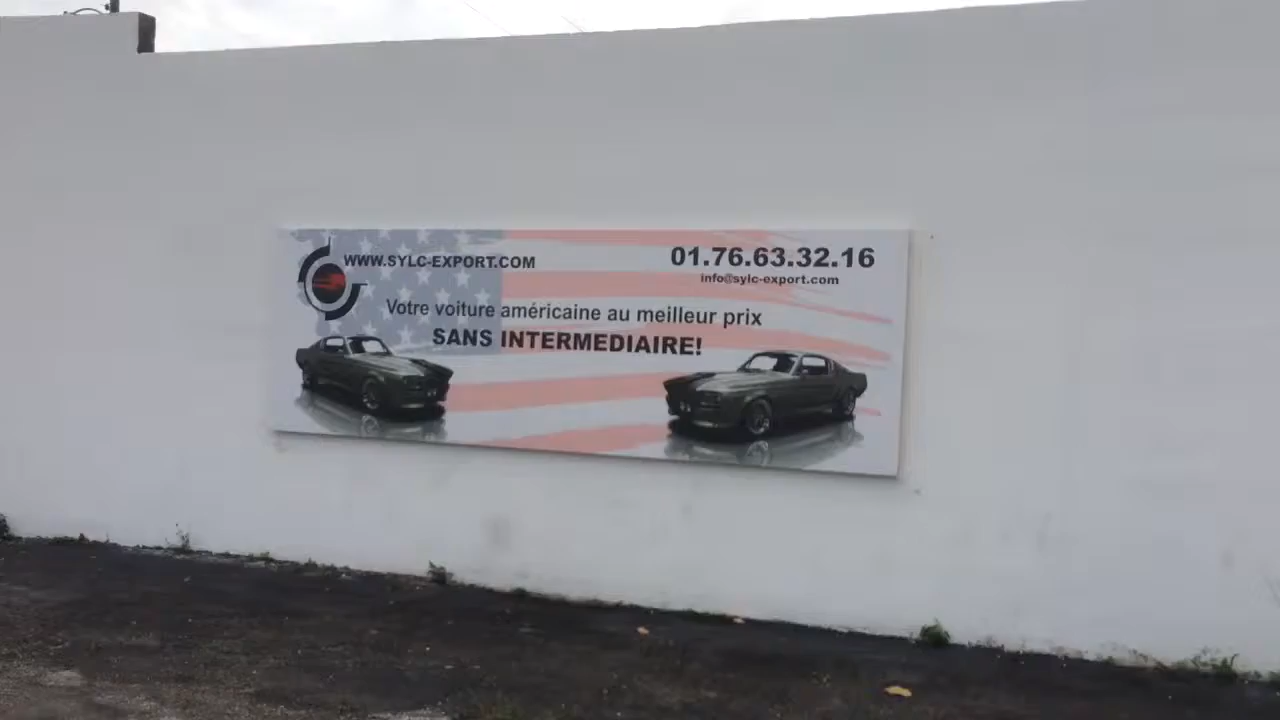 WWW.SYLC-EXPORT.COM
01.76.63.32.16
info@sylc-export.com
Votre voiture américaine au meilleur prix
SANS INTERMEDIAIRE!